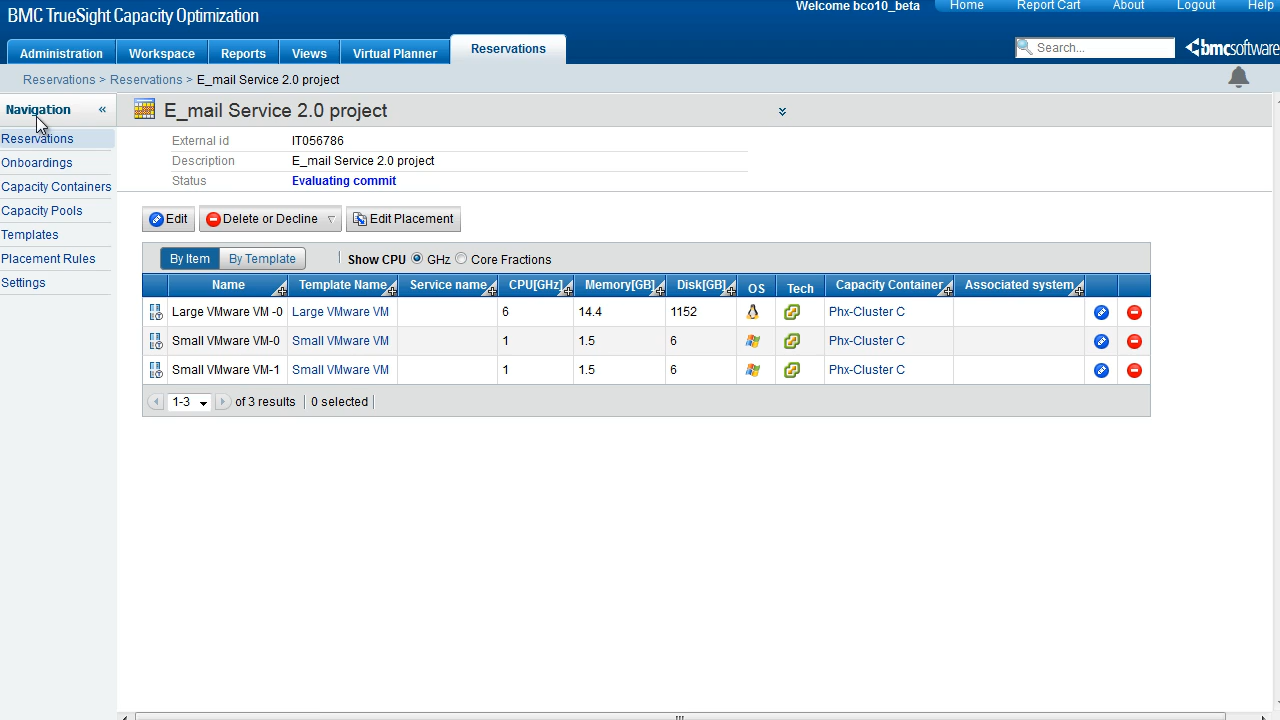 BMC TrueSight Capacity Optimization
Welcome bco10_beta Home Report Cart About Logout Help
Administration Workspace Reports Views Virtual Planner Reservations
Search...
bmcsoftware
Reservations > Reservations > E_mail Service 2.0 project
Navigation «
Reservations
Onboardings
Capacity Containers
Capacity Pools
Templates
Placement Rules
Settings
E_mail Service 2.0 project
External id IT056786
Description E_mail Service 2.0 project
Status Evaluating commit
Edit Delete or Decline Edit Placement
By Item By Template Show CPU GHz Core Fractions
Name Template Name Service name CPU[GHz] Memory[GB] Disk[GB] OS Tech Capacity Container Associated system
Large VMware VM -0 Large VMware VM 6 14.4 1152 Phx-Cluster C
Small VMware VM-0 Small VMware VM 1 1.5 6 Phx-Cluster C
Small VMware VM-1 Small VMware VM 1 1.5 6 Phx-Cluster C
1-3 of 3 results 0 selected